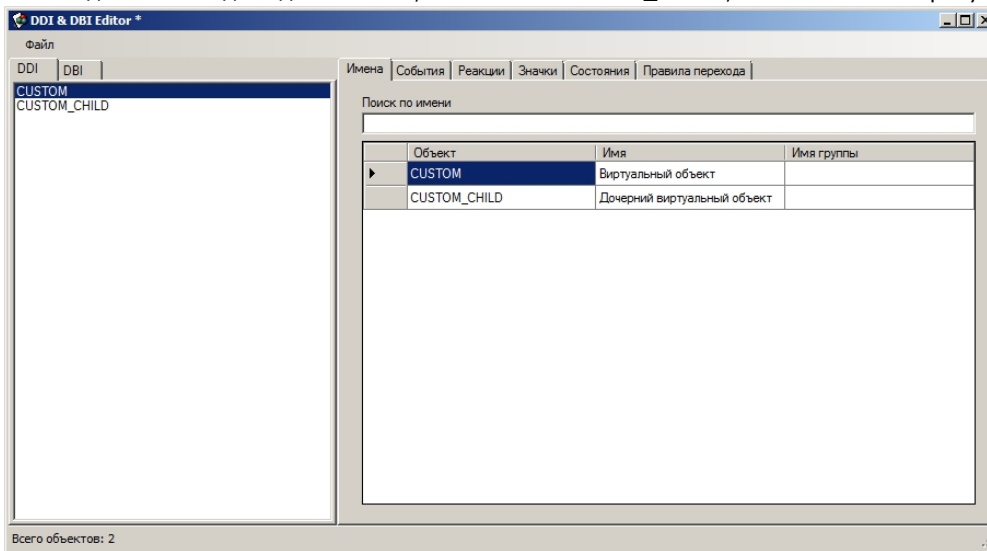 DDI & DBI Editor *
Файл
DDI DBI
CUSTOM
CUSTOM_CHILD
Имена События Реакции Значки Состояния Правила перехода
Поиск по имени
Объект Имя Имя группы
CUSTOM Виртуальный объект
CUSTOM_CHILD Дочерний виртуальный объект
Всего объектов: 2